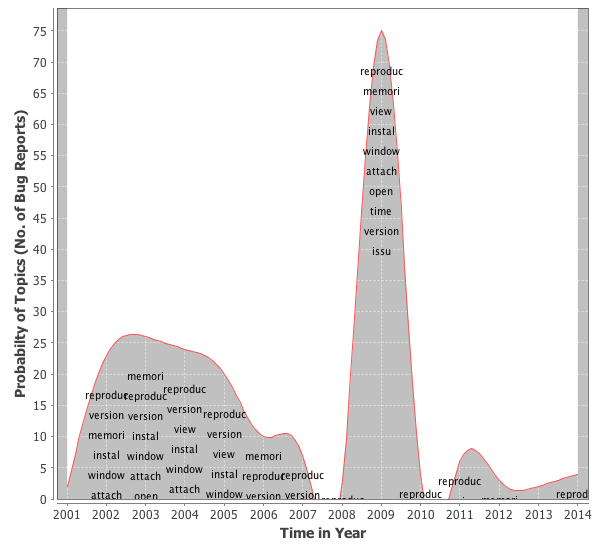 75
70
65
60
55
50
45
40
35
30
25
20
15
10
5
0
Probabilty of Topics (No. of Bug Reports)
reproduc
version
memori
instal
window
attach
memori
reproduc
version
instal
window
attach
open
reproduc
version
view
instal
window
attach
reproduc
version
view
instal
window
memori
reproduc
version
reproduc
version
reproduc
reproduc
memori
view
instal
window
attach
open
time
version
issu
reproduc
reproduc
memori
reprod
2001 2002 2003 2004 2005 2006 2007 2008 2009 2010 2011 2012 2013 2014
Time in Year